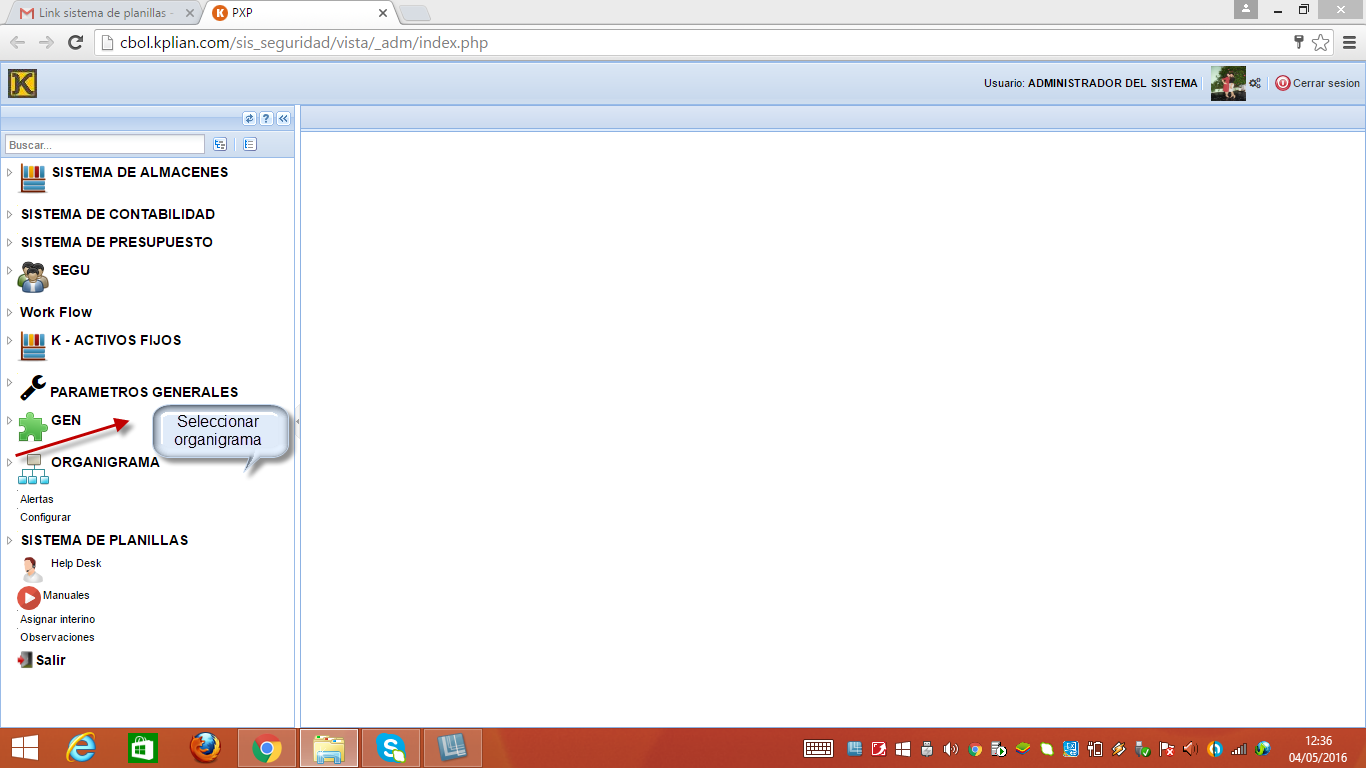 Link sistema de planillas -
PXP
cbol.kplian.com/sis_seguridad/vista/_adm/index.php
K
Usuario: ADMINISTRADOR DEL SISTEMA
Cerrar sesion
Buscar...
SISTEMA DE ALMACENES
SISTEMA DE CONTABILIDAD
SISTEMA DE PRESUPUESTO
SEGU
Work Flow
K - ACTIVOS FIJOS
PARAMETROS GENERALES
GEN
Seleccionar
organigrama
ORGANIGRAMA
Alertas
Configurar
SISTEMA DE PLANILLAS
Help Desk
Manuales
Asignar interino
Observaciones
Salir
12:36
04/05/2016